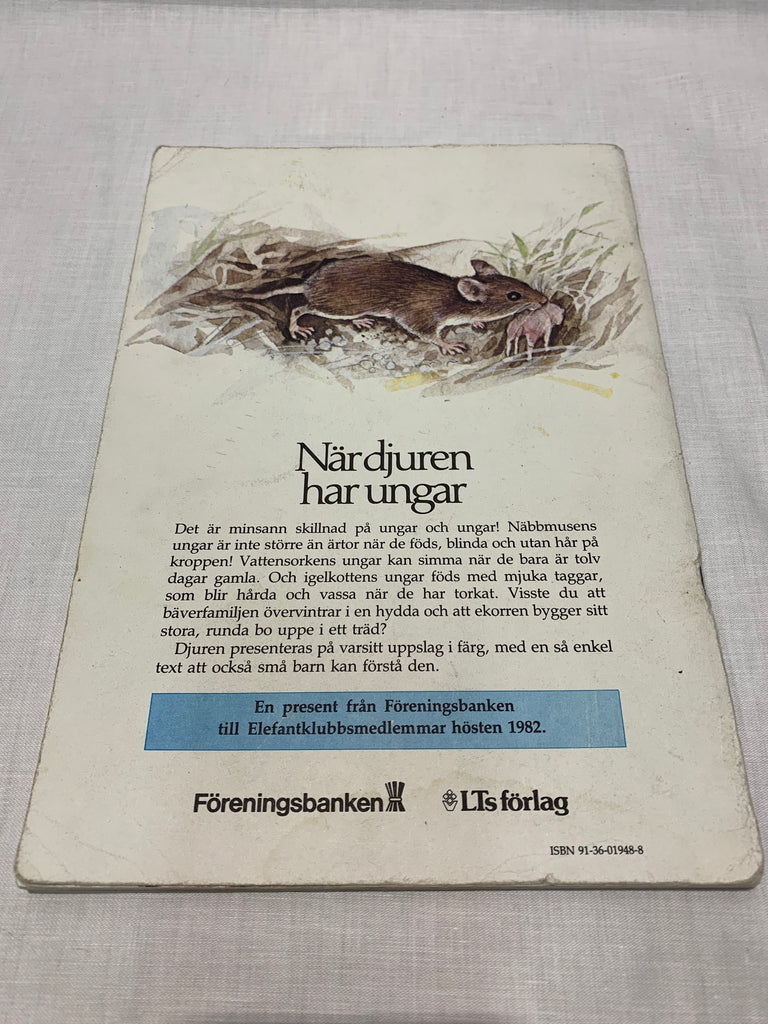 När djuren
har ungar
Det är minsann skillnad på ungar och ungar! Näbbmusens
ungar är inte större än ärtor när de föds, blinda och utan hår på
kroppen! Vattensorkens ungar kan simma när de bara är tolv
dagar gamla. Och igelkottens ungar föds med mjuka taggar,
som blir hårda och vassa när de har torkat. Visste du att
bäverfamiljen övervintrar i en hydda och att ekorren bygger sitt
stora, runda bo uppe i ett träd?
Djuren presenteras på varsitt uppslag i färg, med en så enkel
text att också små barn kan förstå den.
En present från Föreningsbanken
till Elefantklubbsmedlemmar hösten 1982.
Föreningsbanken LTs förlag
ISBN 91-36-01948-8